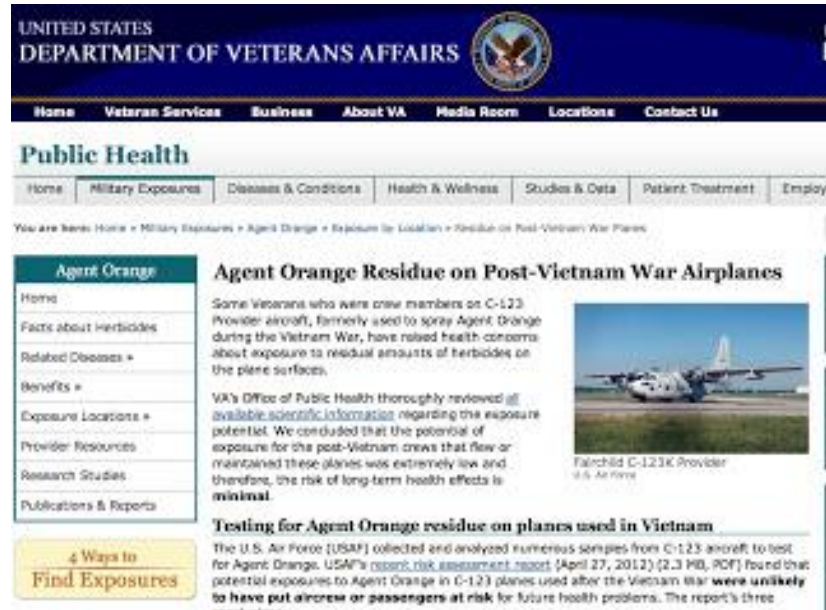 UNITED STATES
DEPARTMENT OF VETERANS AFFAIRS
Home Veteran Services Business About VA Media Room Locations Contact Us
Public Health
Home Military Exposures Diseases & Conditions Health & Wellness Studies & Data Patient Treatment Employ
You are here: Home » Military Exposures » Agent Orange » Exposure by Location » Residue on Post-Vietnam War Planes
Agent Orange
Home
Facts about Herbicides
Related Diseases »
Benefits »
Exposure Locations »
Provider Resources
Research Studies
Publications & Reports
4 Ways to
Find Exposures
Agent Orange Residue on Post-Vietnam War Airplanes
Some Veterans who were crew members on C-123
Provider aircraft, formerly used to spray Agent Orange
during the Vietnam War, have raised health concerns
about exposure to residual amounts of herbicides on
the plane surfaces.
VA's Office of Public Health thoroughly reviewed all
available scientific information regarding the exposure
potential. We concluded that the potential of
exposure for the post-Vietnam crews that flew or
maintained these planes was extremely low and
therefore, the risk of long-term health effects is
minimal.
Fairchild C-123K Provider
U.S. Air Force
Testing for Agent Orange residue on planes used in Vietnam
The U.S. Air Force (USAF) collected and analyzed numerous samples from C-123 aircraft to test
for Agent Orange. USAF's recent risk assessment report (April 27, 2012) (2.3 MB, PDF) found that
potential exposures to Agent Orange in C-123 planes used after the Vietnam War were unlikely
to have put aircrew or passengers at risk for future health problems. The report's three